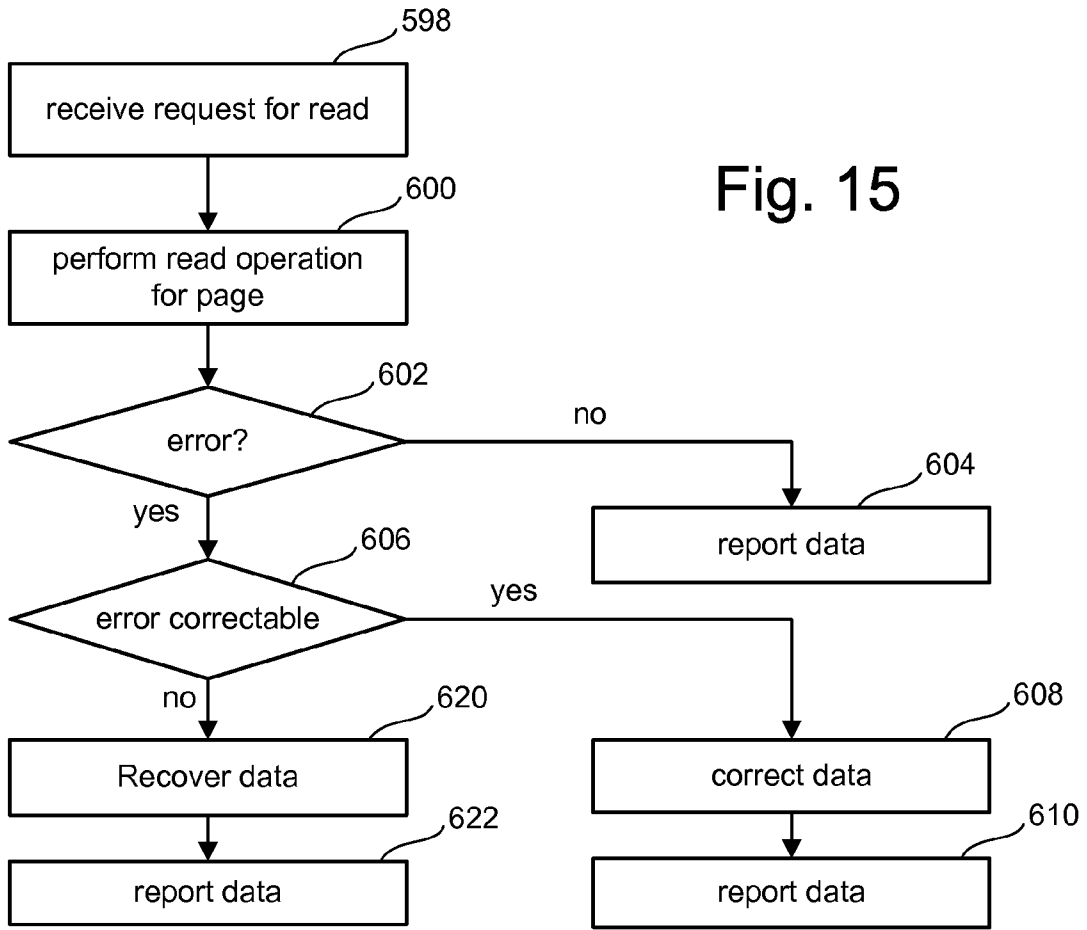 598
receive request for read
Fig. 15
600
perform read operation
for page
602
error?
no
yes
604
report data
606
error correctable
yes
no
620
Recover data
608
correct data
622
report data
610
report data